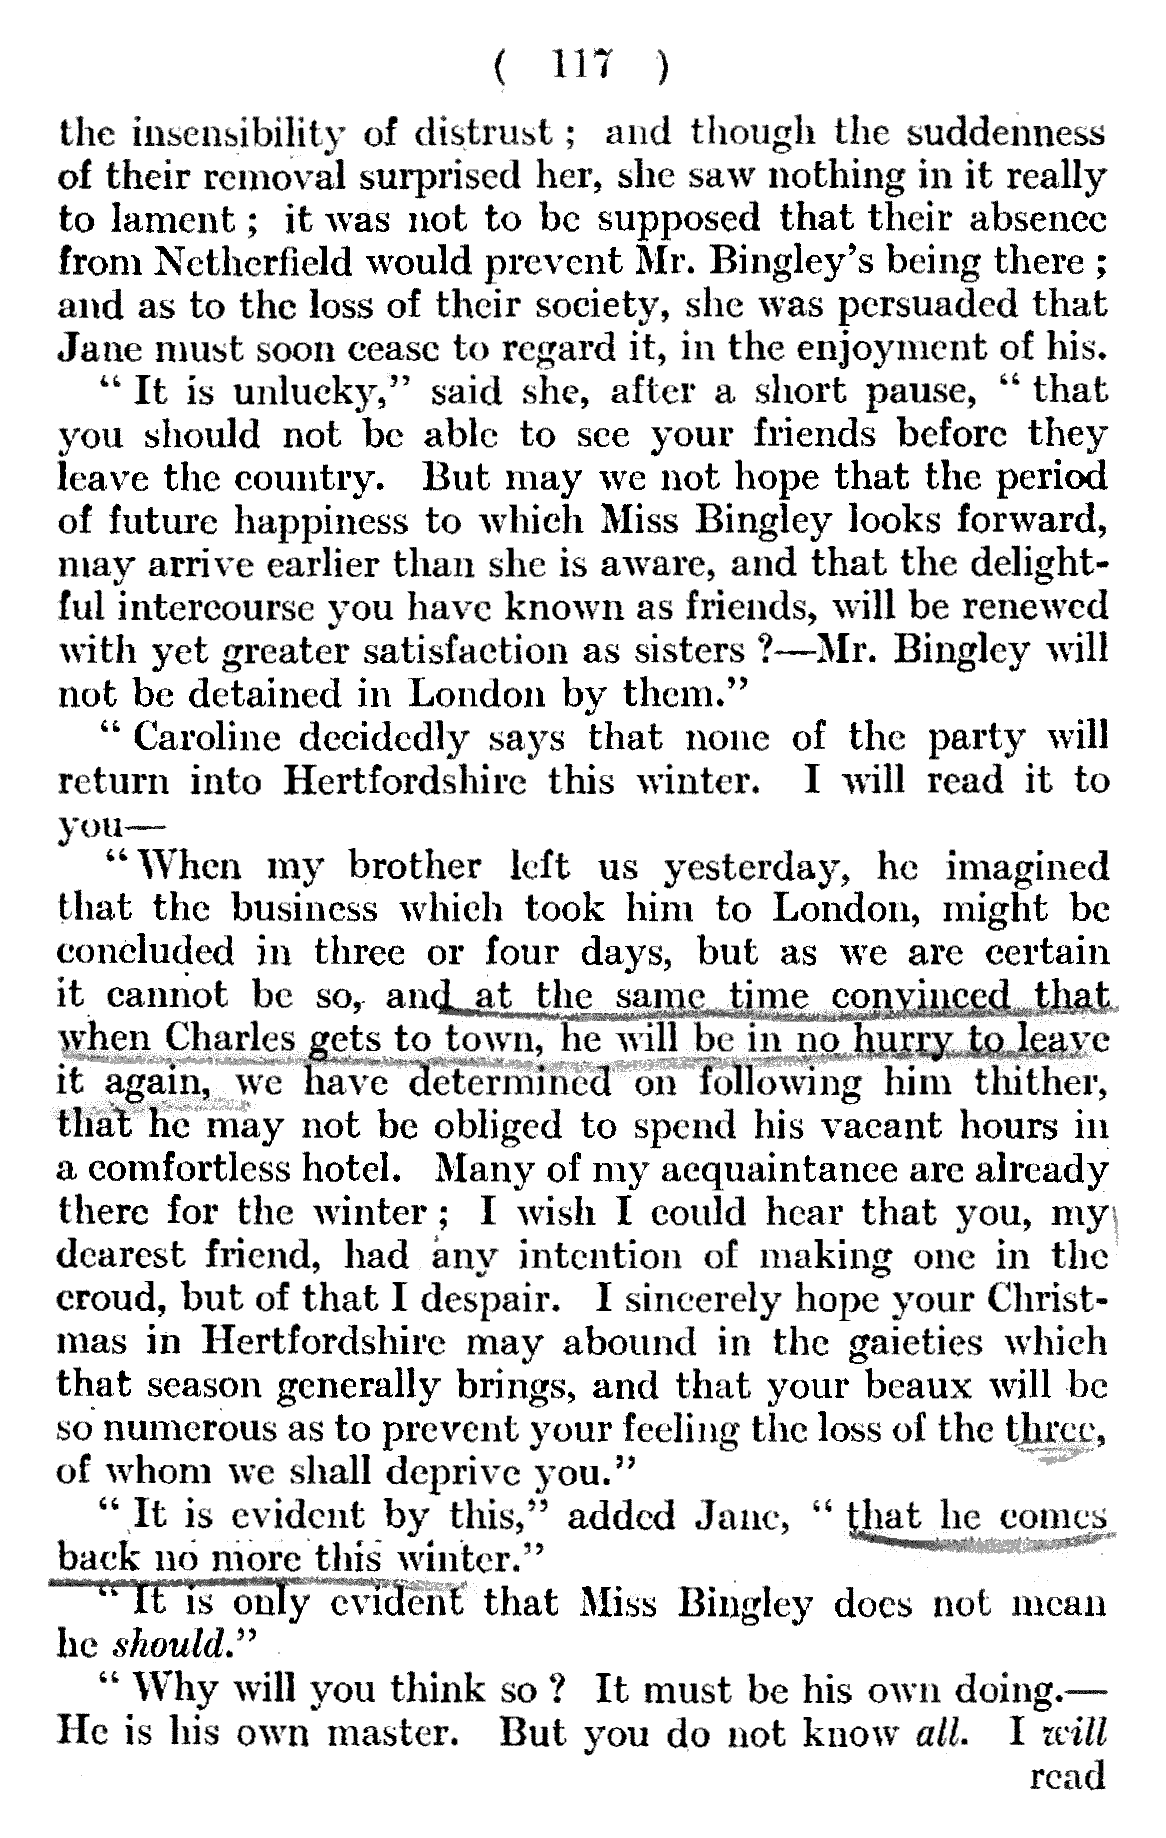 ( 117 )
the insensibility of distrust ; and though the suddenness
of their removal surprised her, she saw nothing in it really
to lament ; it was not to be supposed that their absence
from Netherfield would prevent Mr. Bingley's being there ;
and as to the loss of their society, she was persuaded that
Jane must soon cease to regard it, in the enjoyment of his.
“ It is unlucky,” said she, after a short pause, “ that
you should not be able to see your friends before they
leave the country. But may we not hope that the period
of future happiness to which Miss Bingley looks forward,
may arrive earlier than she is aware, and that the delight-
ful intercourse you have known as friends, will be renewed
with yet greater satisfaction as sisters ?—Mr. Bingley will
not be detained in London by them.”
“ Caroline decidedly says that none of the party will
return into Hertfordshire this winter. I will read it to
you—
“ When my brother left us yesterday, he imagined
that the business which took him to London, might be
concluded in three or four days, but as we are certain
it cannot be so, and at the same time convinced that
when Charles gets to town, he will be in no hurry to leave
it again, we have determined on following him thither,
that he may not be obliged to spend his vacant hours in
a comfortless hotel. Many of my acquaintance are already
there for the winter ; I wish I could hear that you, my
dearest friend, had any intention of making one in the
croud, but of that I despair. I sincerely hope your Christ-
mas in Hertfordshire may abound in the gaieties which
that season generally brings, and that your beaux will be
so numerous as to prevent your feeling the loss of the three,
of whom we shall deprive you.”
“ It is evident by this,” added Jane, “ that he comes
back no more this winter.”
“ It is only evident that Miss Bingley does not mean
he should.”
“ Why will you think so ? It must be his own doing.—
He is his own master. But you do not know all. I will
read